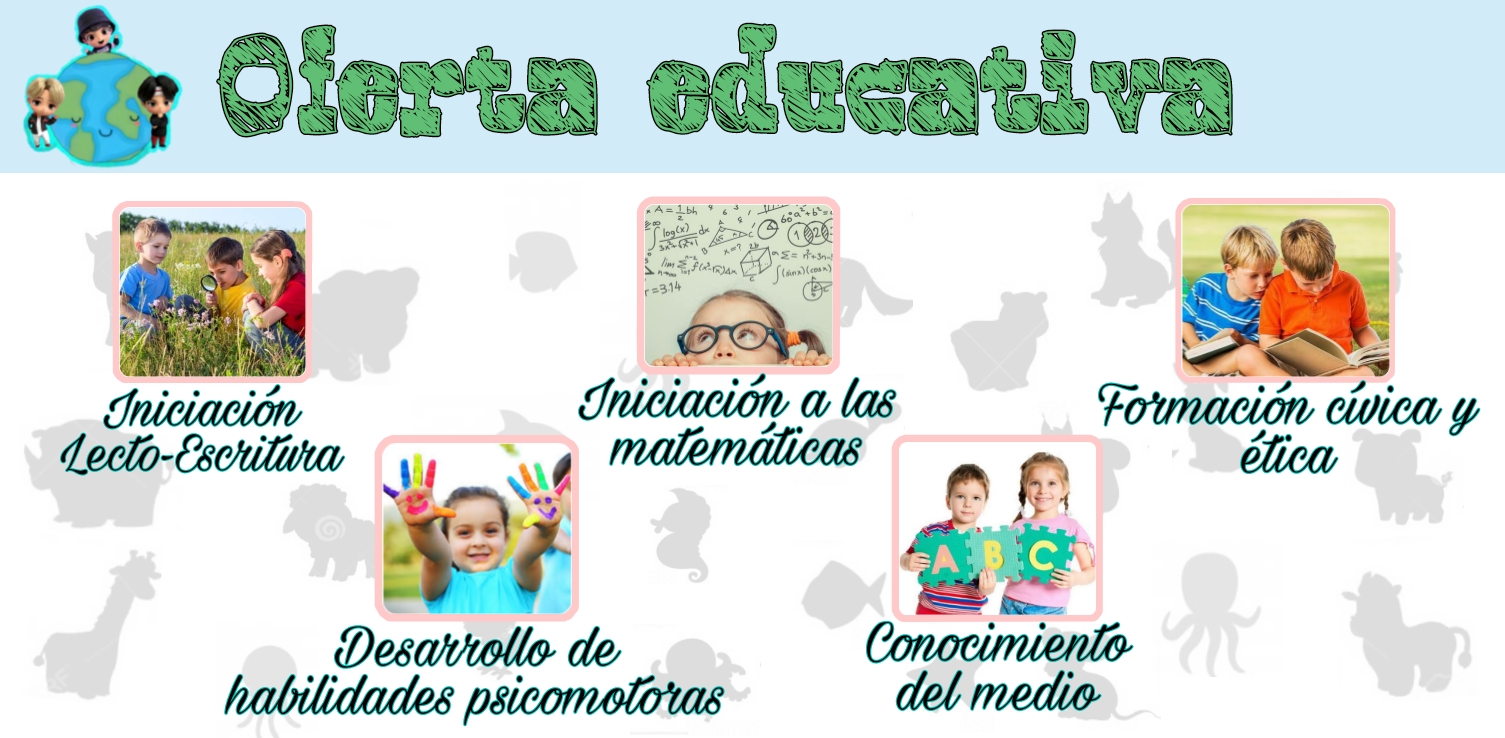 Oferta educativa
Iniciación
Lecto-Escritura
Iniciación a las
matemáticas
Formación cívica y
ética
A B C
Desarrollo de
habilidades psicomotoras
Conocimiento
del medio